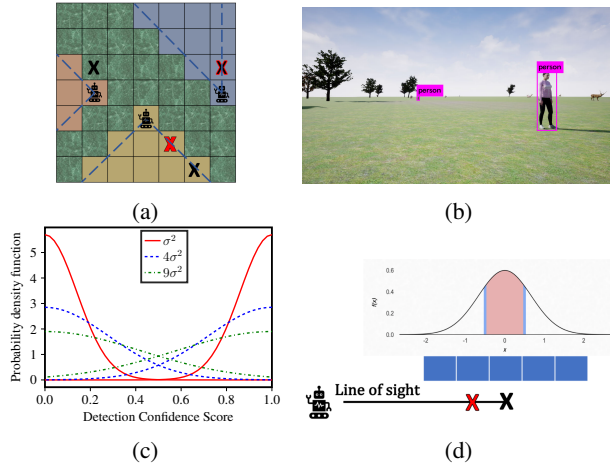 X
X
X
X
(a)
person
person
(b)
Probability density function
5
4
3
2
1
0
σ²
4σ²
9σ²
0.0 0.2 0.4 0.6 0.8 1.0
Detection Confidence Score
(c)
f(x)
0.6
0.4
0.2
0.0
-2 -1 0 1 2
x
Line of sight
X X
(d)